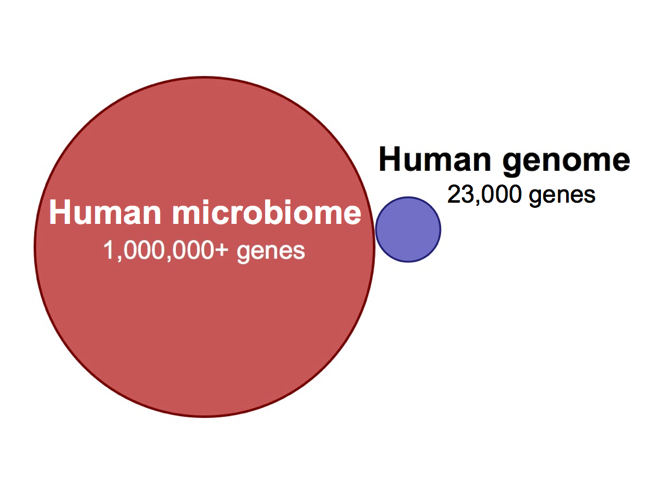 Human microbiome
1,000,000+ genes
Human genome
23,000 genes